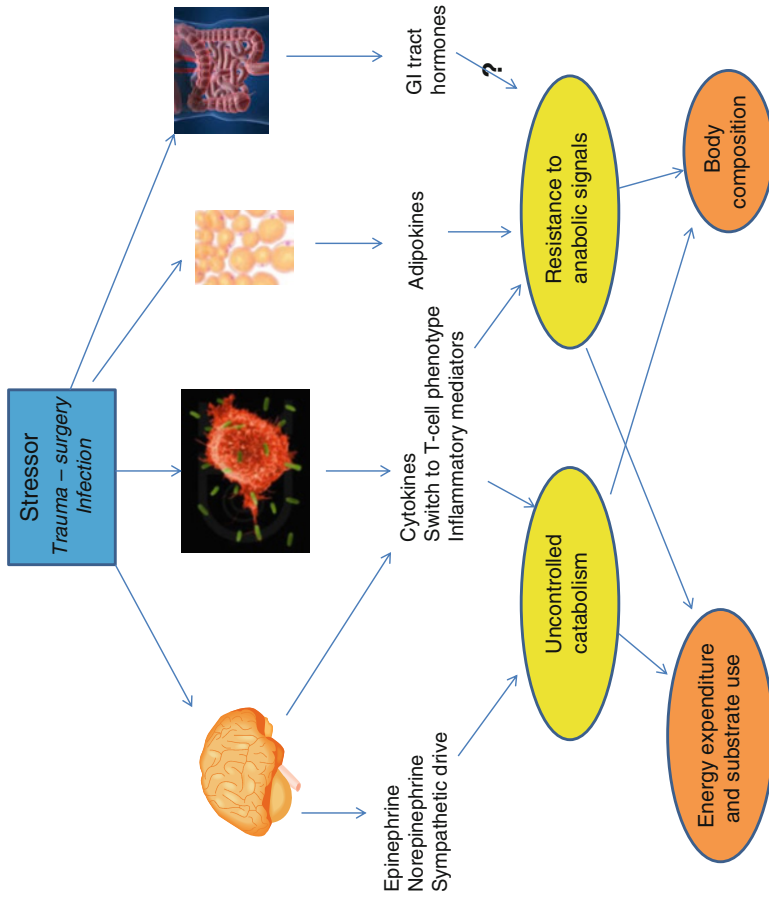 Stressor
Trauma – surgery
Infection
Epinephrine
Norepinephrine
Sympathetic drive
Cytokines
Switch to T-cell phenotype
Inflammatory mediators
Adipokines
GI tract
hormones
?
Uncontrolled
catabolism
Resistance to
anabolic signals
Energy expenditure
and substrate use
Body
composition